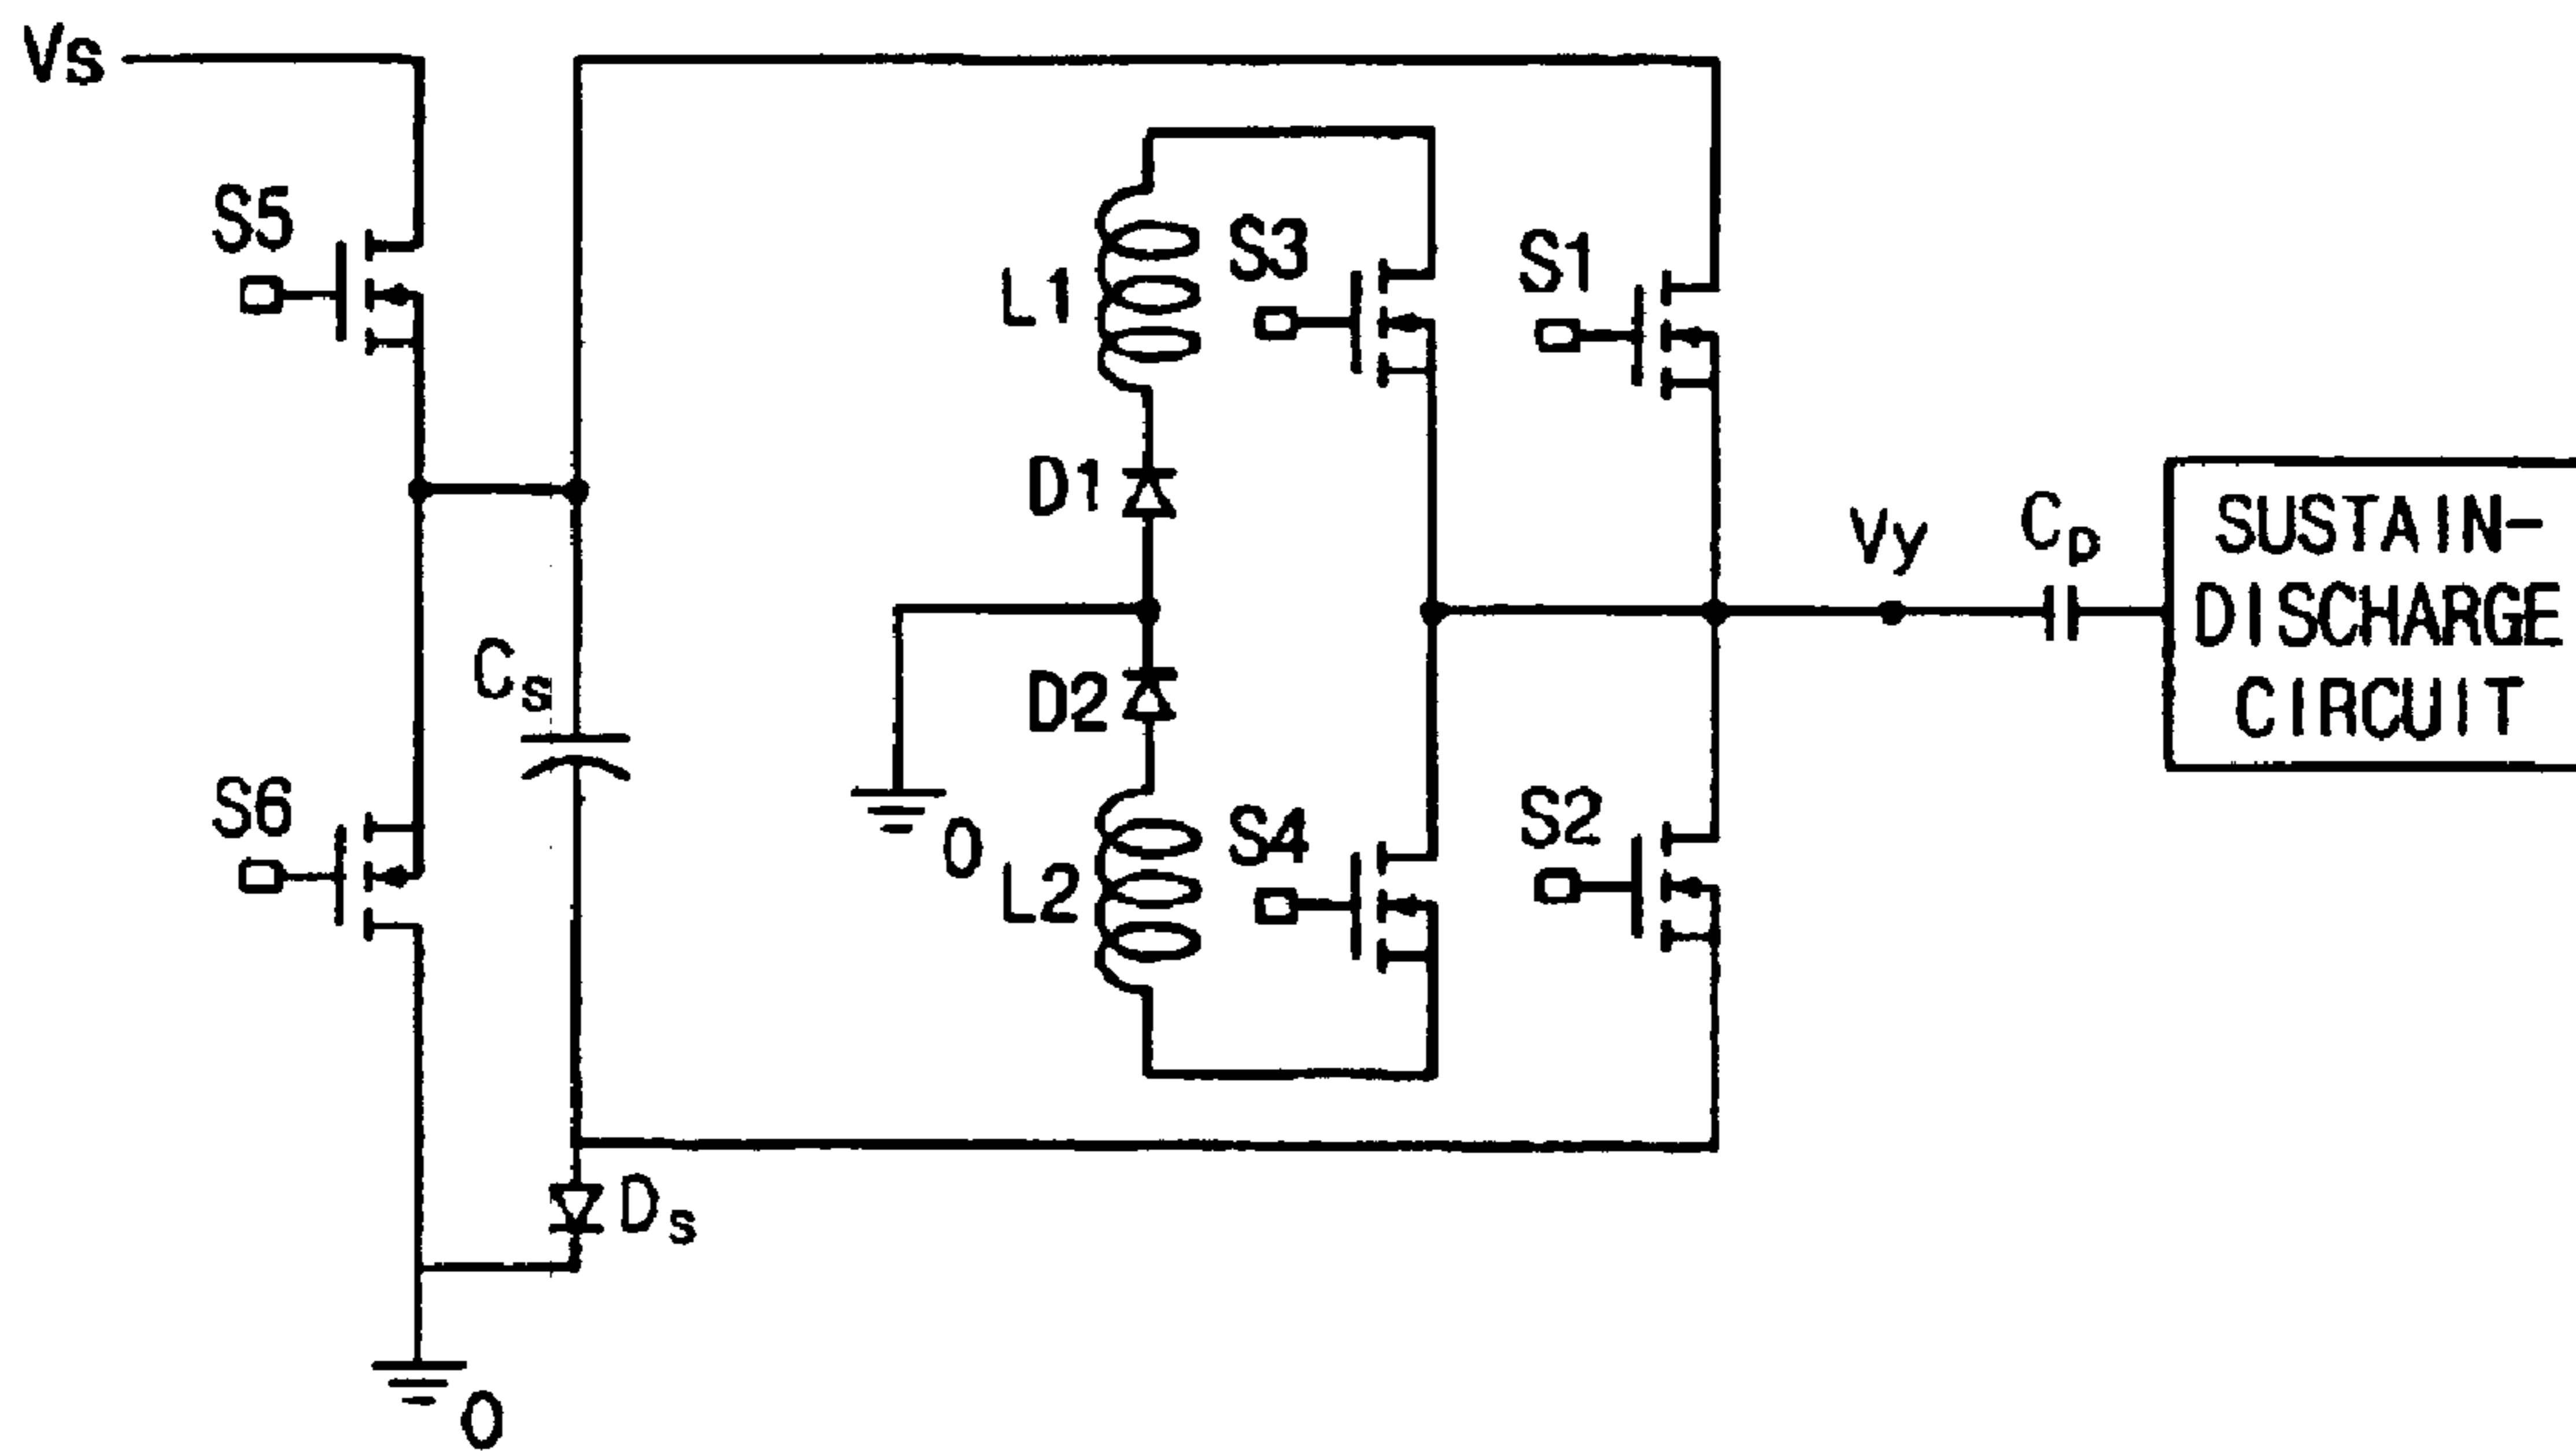 Vs
S5
S3
S1
L1
D1
Vy
Cp
SUSTAIN-
DISCHARGE
CIRCUIT
Cs
D2
S6
0
L2
S4
S2
Ds
0